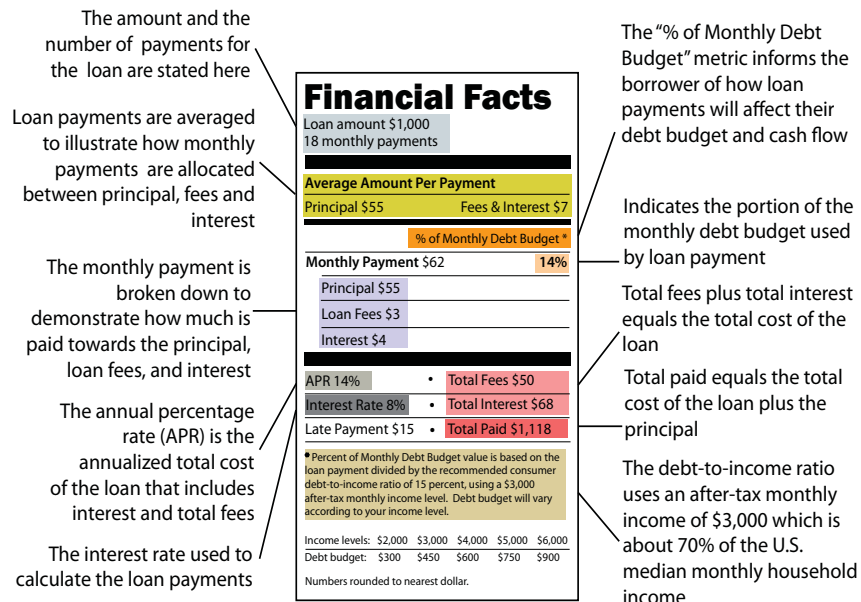 The amount and the
number of payments for
the loan are stated here
Loan payments are averaged
to illustrate how monthly
payments are allocated
between principal, fees and
interest
The monthly payment is
broken down to
demonstrate how much is
paid towards the principal,
loan fees, and interest
The annual percentage
rate (APR) is the
annualized total cost
of the loan that includes
interest and total fees
The interest rate used to
calculate the loan payments
Financial Facts
Loan amount $1,000
18 monthly payments
Average Amount Per Payment
Principal $55 Fees & Interest $7
% of Monthly Debt Budget *
Monthly Payment $62 14%
Principal $55
Loan Fees $3
Interest $4
APR 14% • Total Fees $50
Interest Rate 8% • Total Interest $68
Late Payment $15 • Total Paid $1,118
* Percent of Monthly Debt Budget value is based on the
loan payment divided by the recommended consumer
debt-to-income ratio of 15 percent, using a $3,000
after-tax monthly income level. Debt budget will vary
according to your income level.
Income levels: $2,000 $3,000 $4,000 $5,000 $6,000
Debt budget: $300 $450 $600 $750 $900
Numbers rounded to nearest dollar.
The “% of Monthly Debt
Budget” metric informs the
borrower of how loan
payments will affect their
debt budget and cash flow
Indicates the portion of the
monthly debt budget used
by loan payment
Total fees plus total interest
equals the total cost of the
loan
Total paid equals the total
cost of the loan plus the
principal
The debt-to-income ratio
uses an after-tax monthly
income of $3,000 which is
about 70% of the U.S.
median monthly household
income